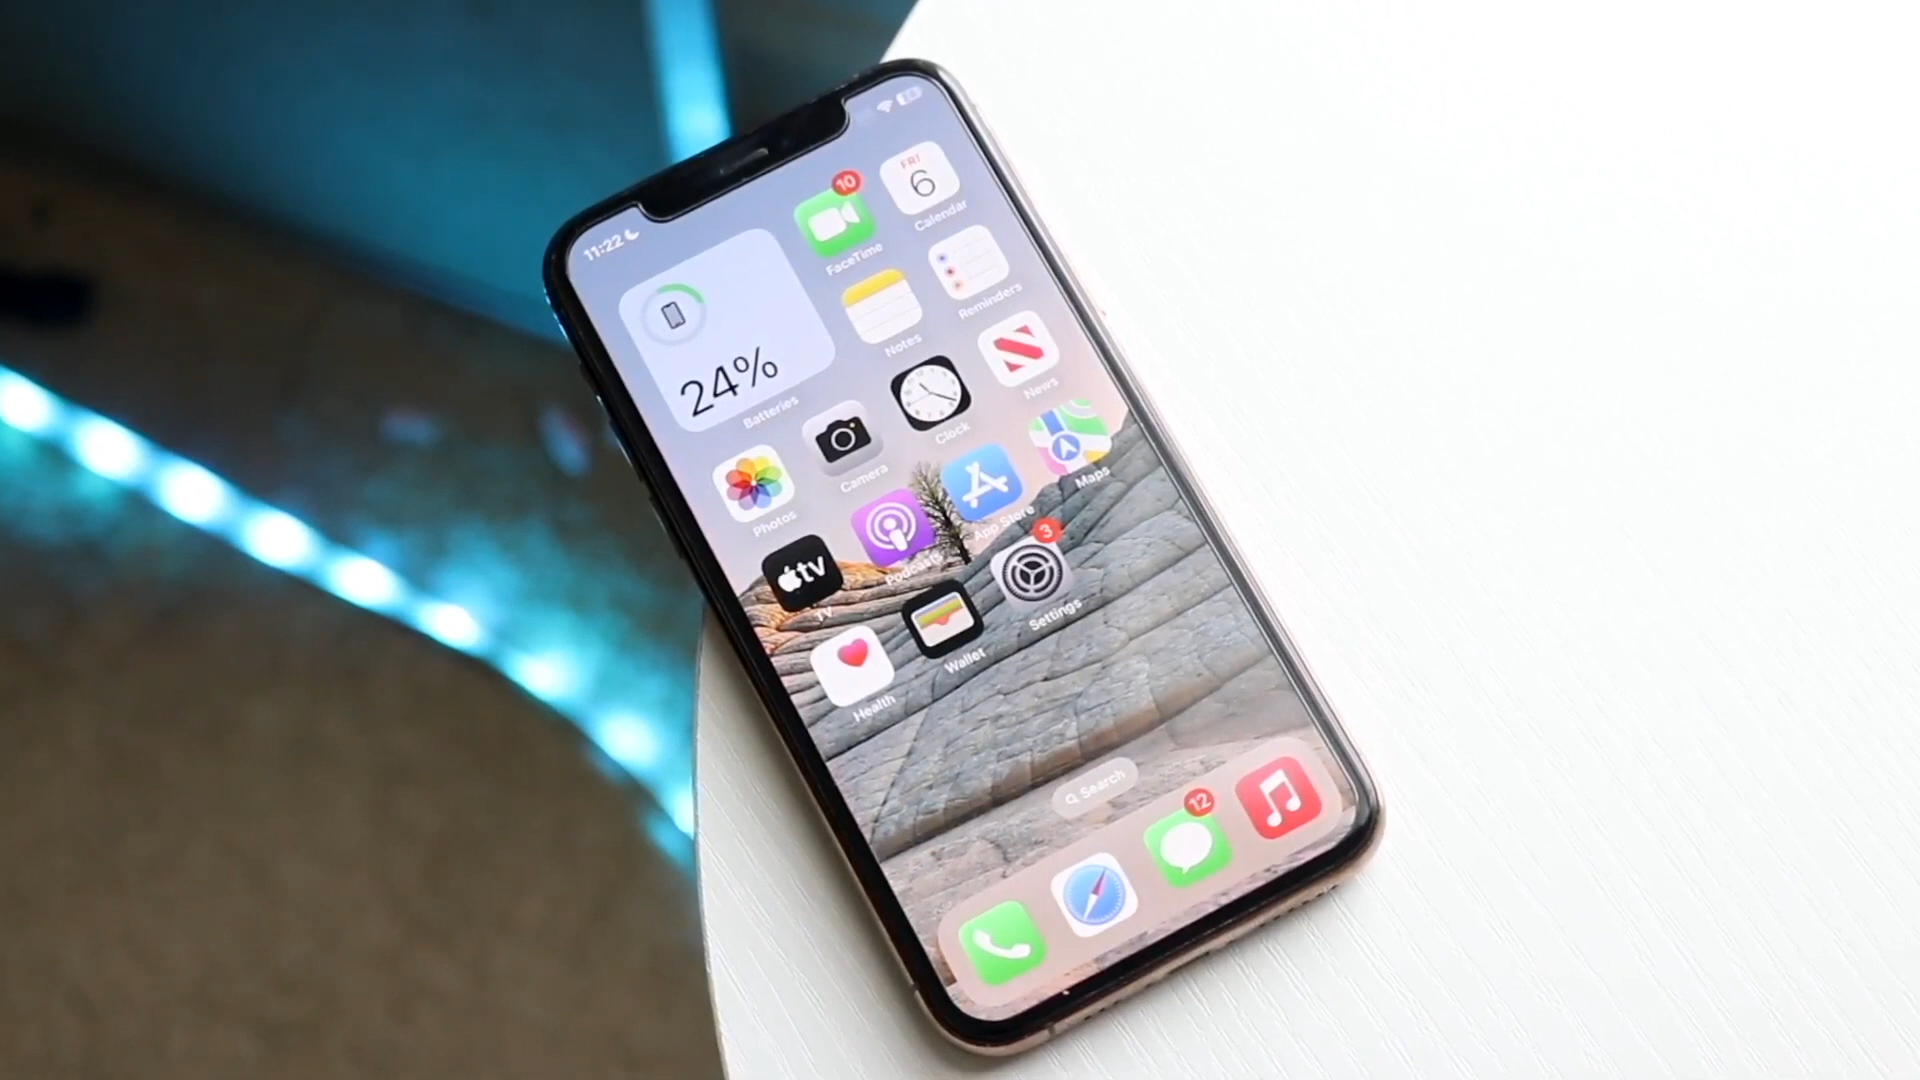 11:22
10
FaceTime
FRI
6
Calendar
24%
Batteries
Notes
Reminders
Photos
Camera
Clock
News
tv
TV
Podcasts
App Store
Maps
Health
Wallet
3
Settings
Search
12